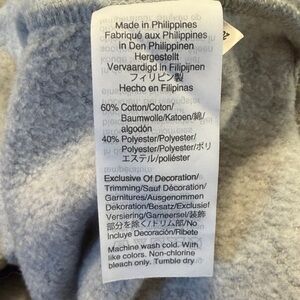 Made in Philippines
Fabriqué aux Philippines
In Den Philippinen
Hergestellt
Vervaardigd in Filipijnen
フィリピン製
Hecho en Filipinas
60% Cotton/Coton/
Baumwolle/Katoen/綿/
algodón
40% Polyester/Polyester/
Polyester/Polyester/ポリ
エステル/poliéster
Exclusive Of Decoration/
Trimming/Sauf Décoration/
Garnitures/Ausgenommen
Dekoration/Besatz/Exclusief
Versiering/Garneersel/装飾
部分を除く/トリム部/No
Incluye Decoración/Ribete
Machine wash cold. With
like colors. Non-chlorine
bleach only. Tumble dry